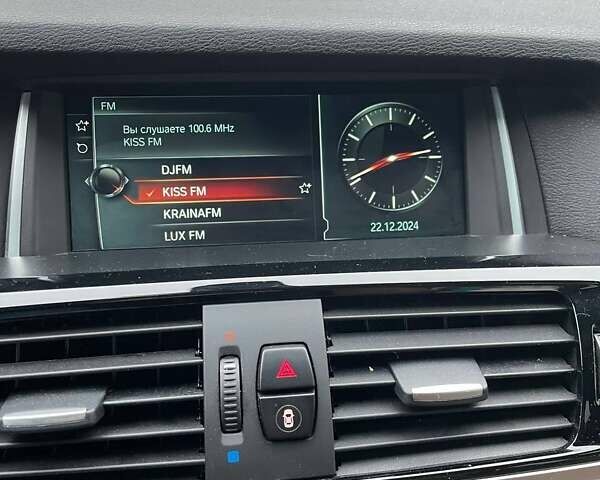 FM
Вы слушаете 100.6 MHz
KISS FM
DJFM
KISS FM
KRAINAFM
LUX FM
22.12.2024